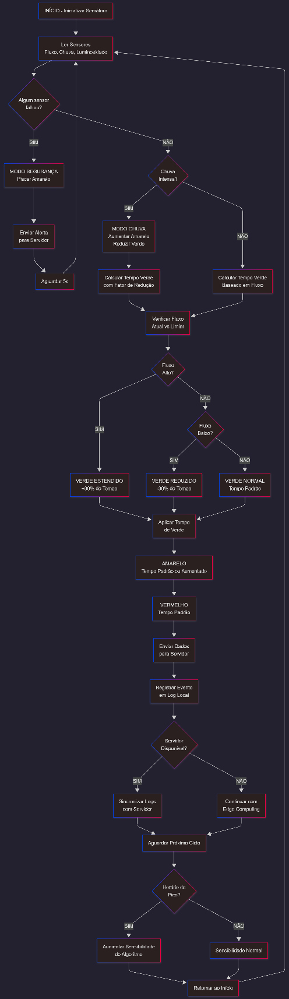 INÍCIO - Inicializar Semáforo
Ler Sensores
Fluxo, Chuva, Luminosidade
Algum sensor
falhou?
SIM
NÃO
MODO SEGURANÇA
Piscar Amarelo
Chuva
Intensa?
Enviar Alerta
para Servidor
SIM
MODO CHUVA
Aumentar Amarelo
Reduzir Verde
NÃO
Aguardar 5s
Calcular Tempo Verde
com Fator de Redução
Calcular Tempo Verde
Baseado em Fluxo
Verificar Fluxo
Atual vs Limiar
Fluxo
Alto?
SIM
NÃO
Fluxo
Baixo?
SIM
NÃO
VERDE ESTENDIDO
+30% do Tempo
VERDE REDUZIDO
-30% do Tempo
VERDE NORMAL
Tempo Padrão
Aplicar Tempo
de Verde
AMARELO
Tempo Padrão ou Aumentado
VERMELHO
Tempo Padrão
Enviar Dados
para Servidor
Registrar Evento
em Log Local
Servidor
Disponível?
SIM
NÃO
Sincronizar Logs
com Servidor
Continuar com
Edge Computing
Aguardar Próximo Ciclo
Horário de
Pico?
SIM
NÃO
Aumentar Sensibilidade
do Algoritmo
Sensibilidade Normal
Retornar ao Início